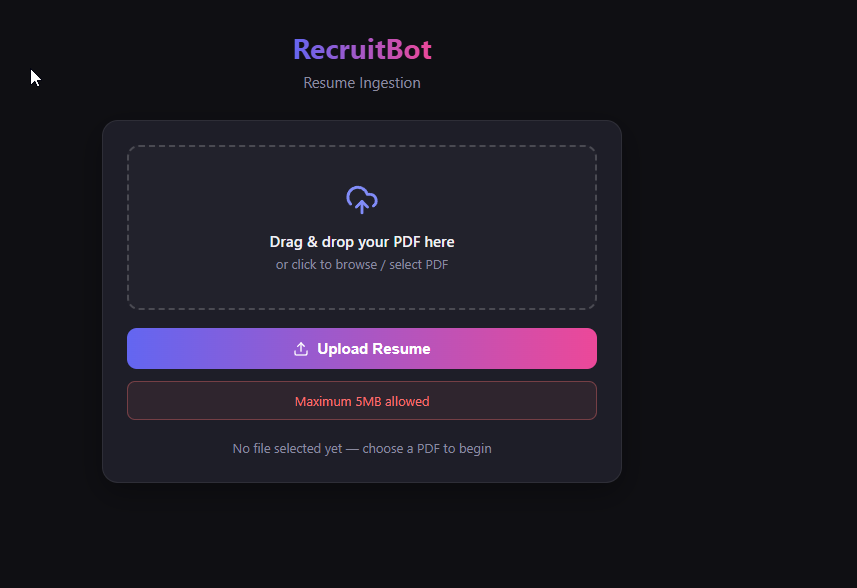 RecruitBot
Resume Ingestion
Drag & drop your PDF here
or click to browse / select PDF
Upload Resume
Maximum 5MB allowed
No file selected yet — choose a PDF to begin